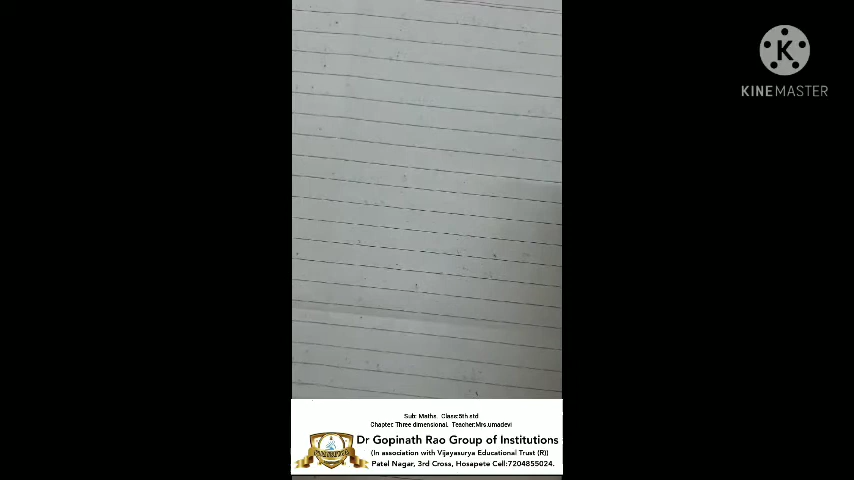 KINEMASTER
Sub: Maths. Class:5th std
Chapter: Three dimensional. Teacher:Mrs.umadevi
Dr Gopinath Rao Group of Institutions
(In association with Vijayasurya Educational Trust (R))
Patel Nagar, 3rd Cross, Hosapete Cell:7204855024.